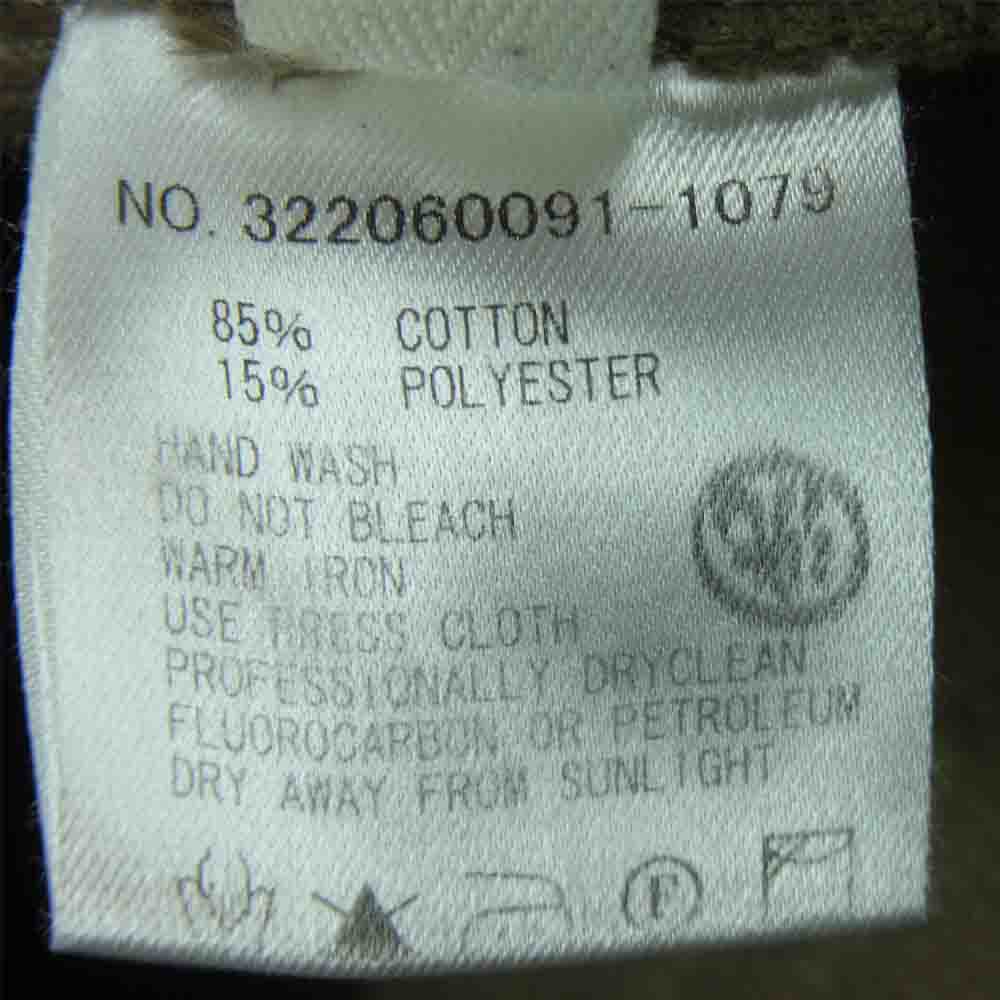 NO. 322060091-1079
85% COTTON
15% POLYESTER
HAND WASH
DO NOT BLEACH
WARM IRON
USE PRESS CLOTH
PROFESSIONALLY DRYCLEAN
FLUOROCARBON OR PETROLEUM
DRY AWAY FROM SUNLIGHT
F